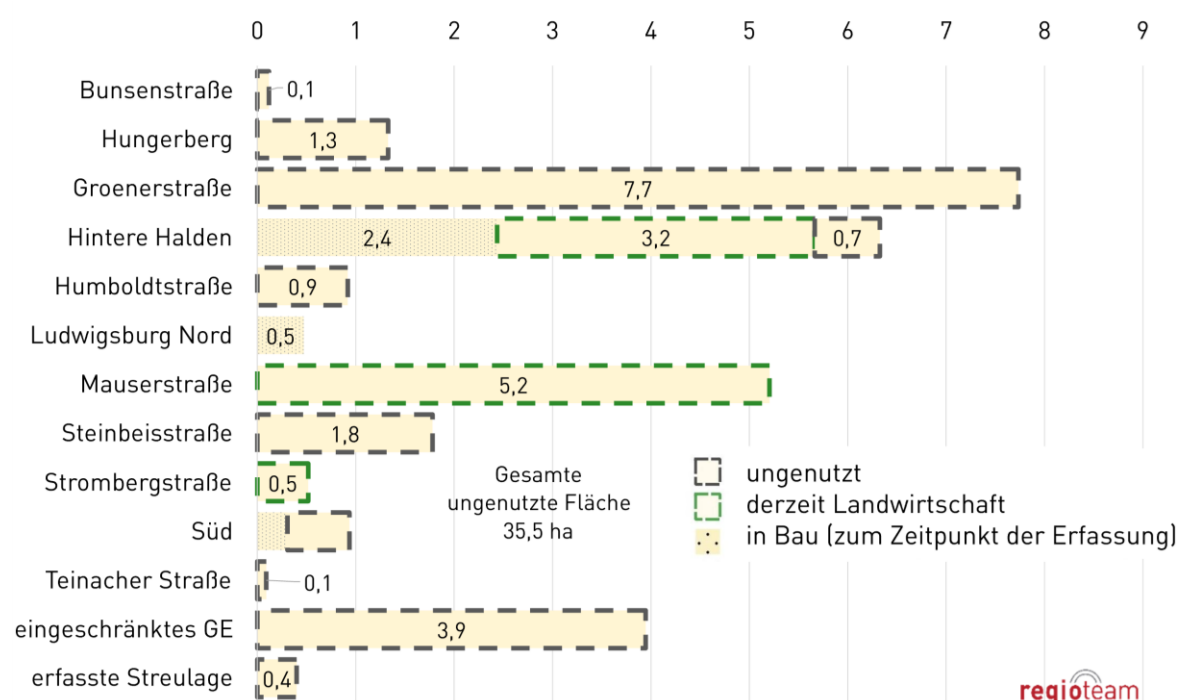 0 1 2 3 4 5 6 7 8 9
Bunsenstraße 0,1
Hungerberg 1,3
Groenerstraße 7,7
Hintere Halden 2,4 3,2 0,7
Humboldtstraße 0,9
Ludwigsburg Nord 0,5
Mauserstraße 5,2
Steinbeisstraße 1,8
Strombergstraße 0,5
Süd
Teinacher Straße 0,1
eingeschränktes GE 3,9
erfasste Streulage 0,4
Gesamte
ungenutzte Fläche
35,5 ha
ungenutzt
derzeit Landwirtschaft
in Bau (zum Zeitpunkt der Erfassung)
regioteam